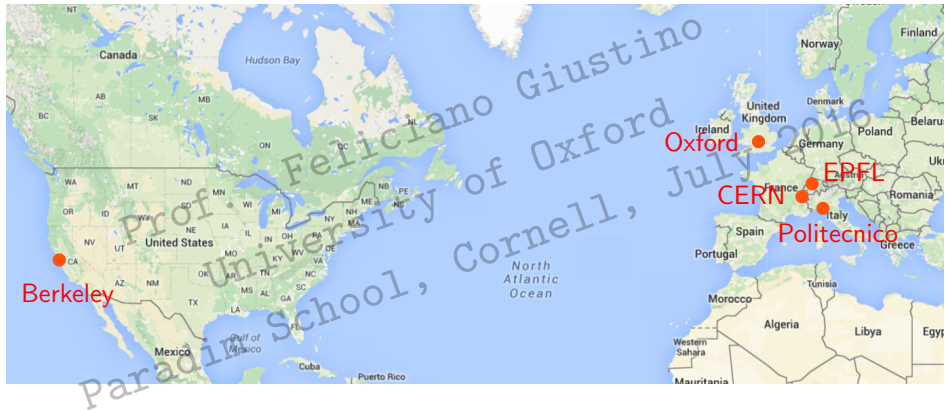 Norway
Finland
Canada
Hudson Bay
AB
MB
BC
SK
ON
QC
NL
United Kingdom
Ireland
Denmark
Belarus
Poland
Germany
Oxford
EPFL
Austria
France
CERN
Romania
Italy
Politecnico
Spain
Portugal
Greece
WA
MT
ND
MN
OR
ID
WY
SD
WI
MI
NB
PE
NS
VT
NH
MA
NY
NE
IA
IL
IN
OH
PA
NV
UT
United States
KS
MO
KY
WV
VA
DE
CA
AZ
NM
OK
AR
TN
NC
SC
MS
AL
GA
TX
LA
FL
Berkeley
Gulf of
Mexico
Mexico
Cuba
Puerto Rico
North
Atlantic
Ocean
Morocco
Tunisia
Algeria
Libya
Egy
Western
Sahara
Mauritania
Prof. Feliciano Giustino
University of Oxford
Paradim School, Cornell, July 2016